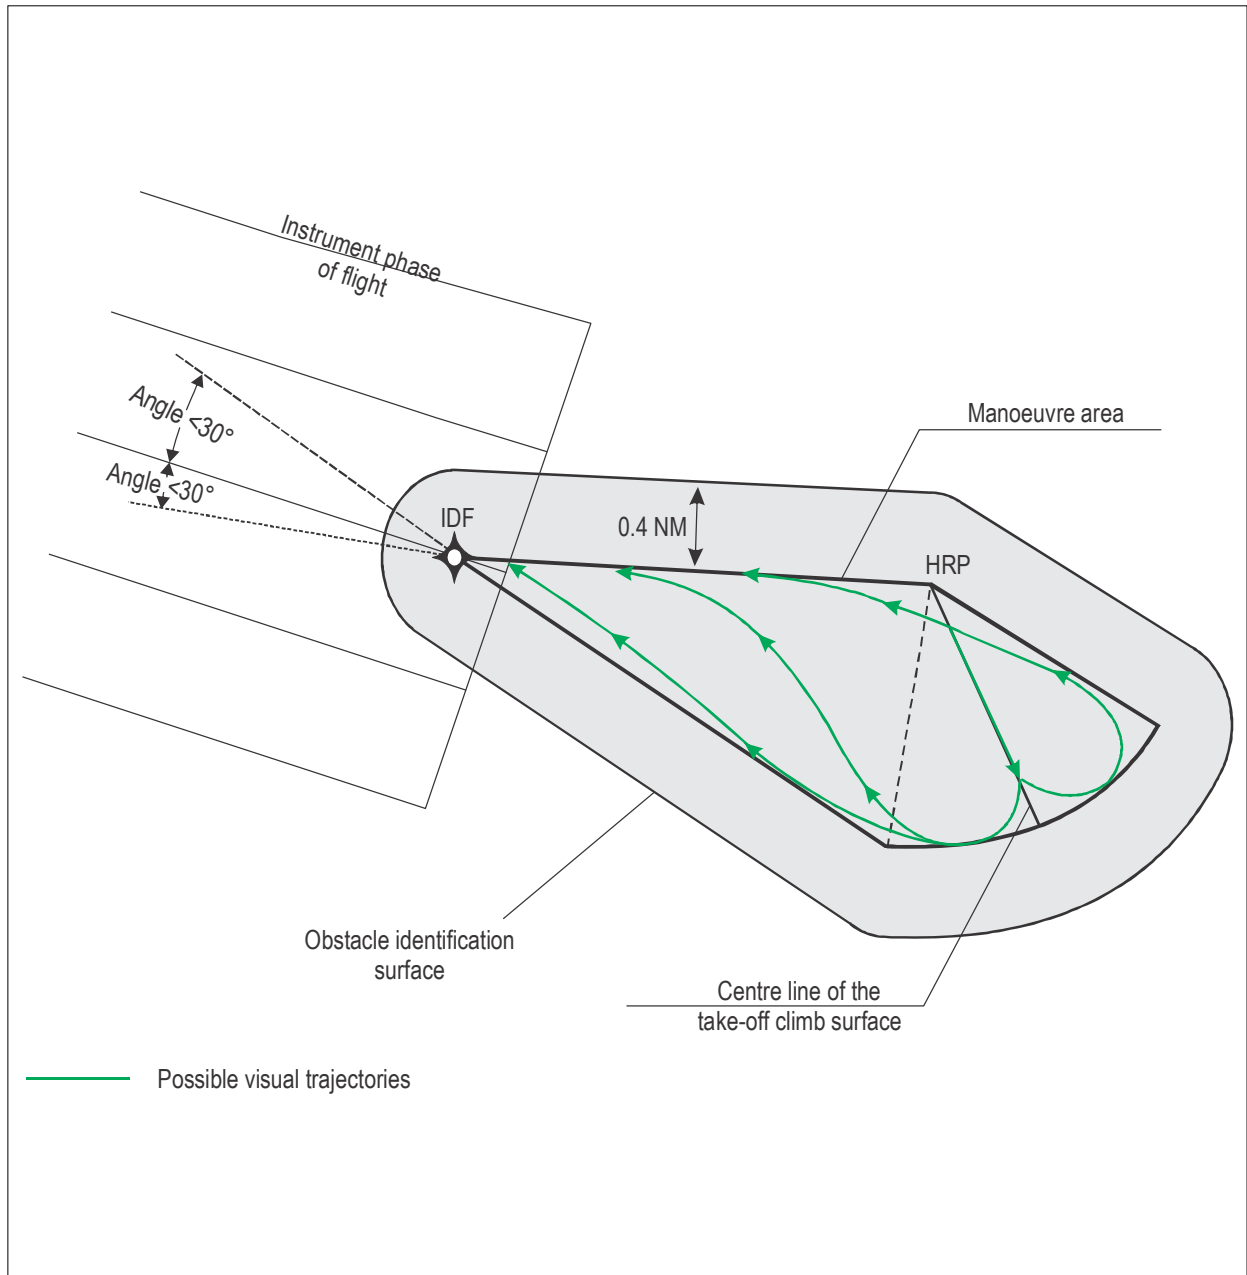 Instrument phase
of flight
Angle <30°
Angle <30°
IDF
0.4 NM
Manoeuvre area
HRP
Obstacle identification
surface
Centre line of the
take-off climb surface
Possible visual trajectories